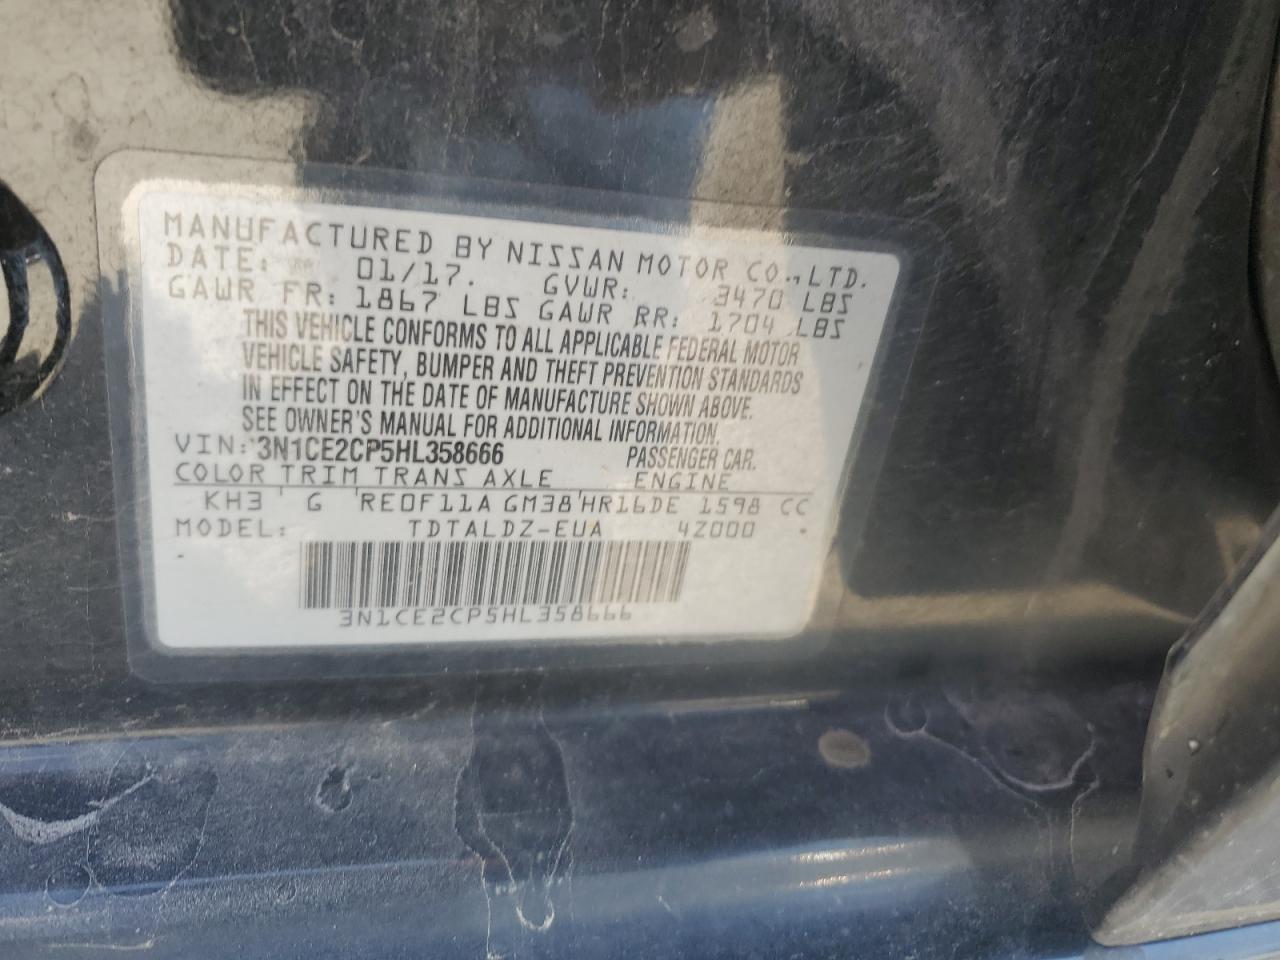 MANUFACTURED BY NISSAN MOTOR CO., LTD.
DATE: 01/17. GVWR: 3470 LBS
GAWR FR: 1867 LBS GAWR RR: 1704 LBS
THIS VEHICLE CONFORMS TO ALL APPLICABLE FEDERAL MOTOR
VEHICLE SAFETY, BUMPER AND THEFT PREVENTION STANDARDS
IN EFFECT ON THE DATE OF MANUFACTURE SHOWN ABOVE.
SEE OWNER'S MANUAL FOR ADDITIONAL INFORMATION.
VIN: 3N1CE2CP5HL358666 PASSENGER CAR.
COLOR TRIM TRANS AXLE ENGINE
KH3 G RE0F11A GM38 HR16DE 1598 CC
MODEL: TDTALDZ-EUA 4Z000
3N1CE2CP5HL358666